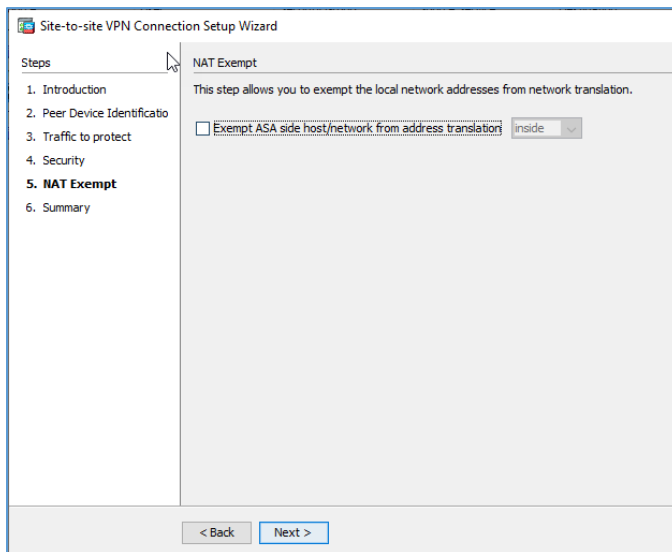 Site-to-site VPN Connection Setup Wizard
Steps
1. Introduction
2. Peer Device Identificatio
3. Traffic to protect
4. Security
5. NAT Exempt
6. Summary
NAT Exempt
This step allows you to exempt the local network addresses from network translation.
Exempt ASA side host/network from address translation inside
< Back Next >